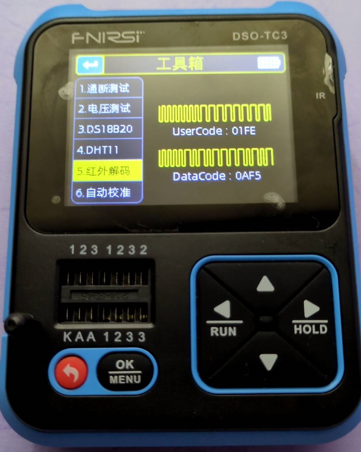 FNIRSI
DSO-TC3
工具箱
IR
1.通断测试
2.电压测试
3.DS18B20
4.DHT11
5.红外解码
6.自动校准
UserCode : 01FE
DataCode : 0AF5
1 2 3 1 2 3 2
K A A 1 2 3 3
OK
MENU
RUN
HOLD